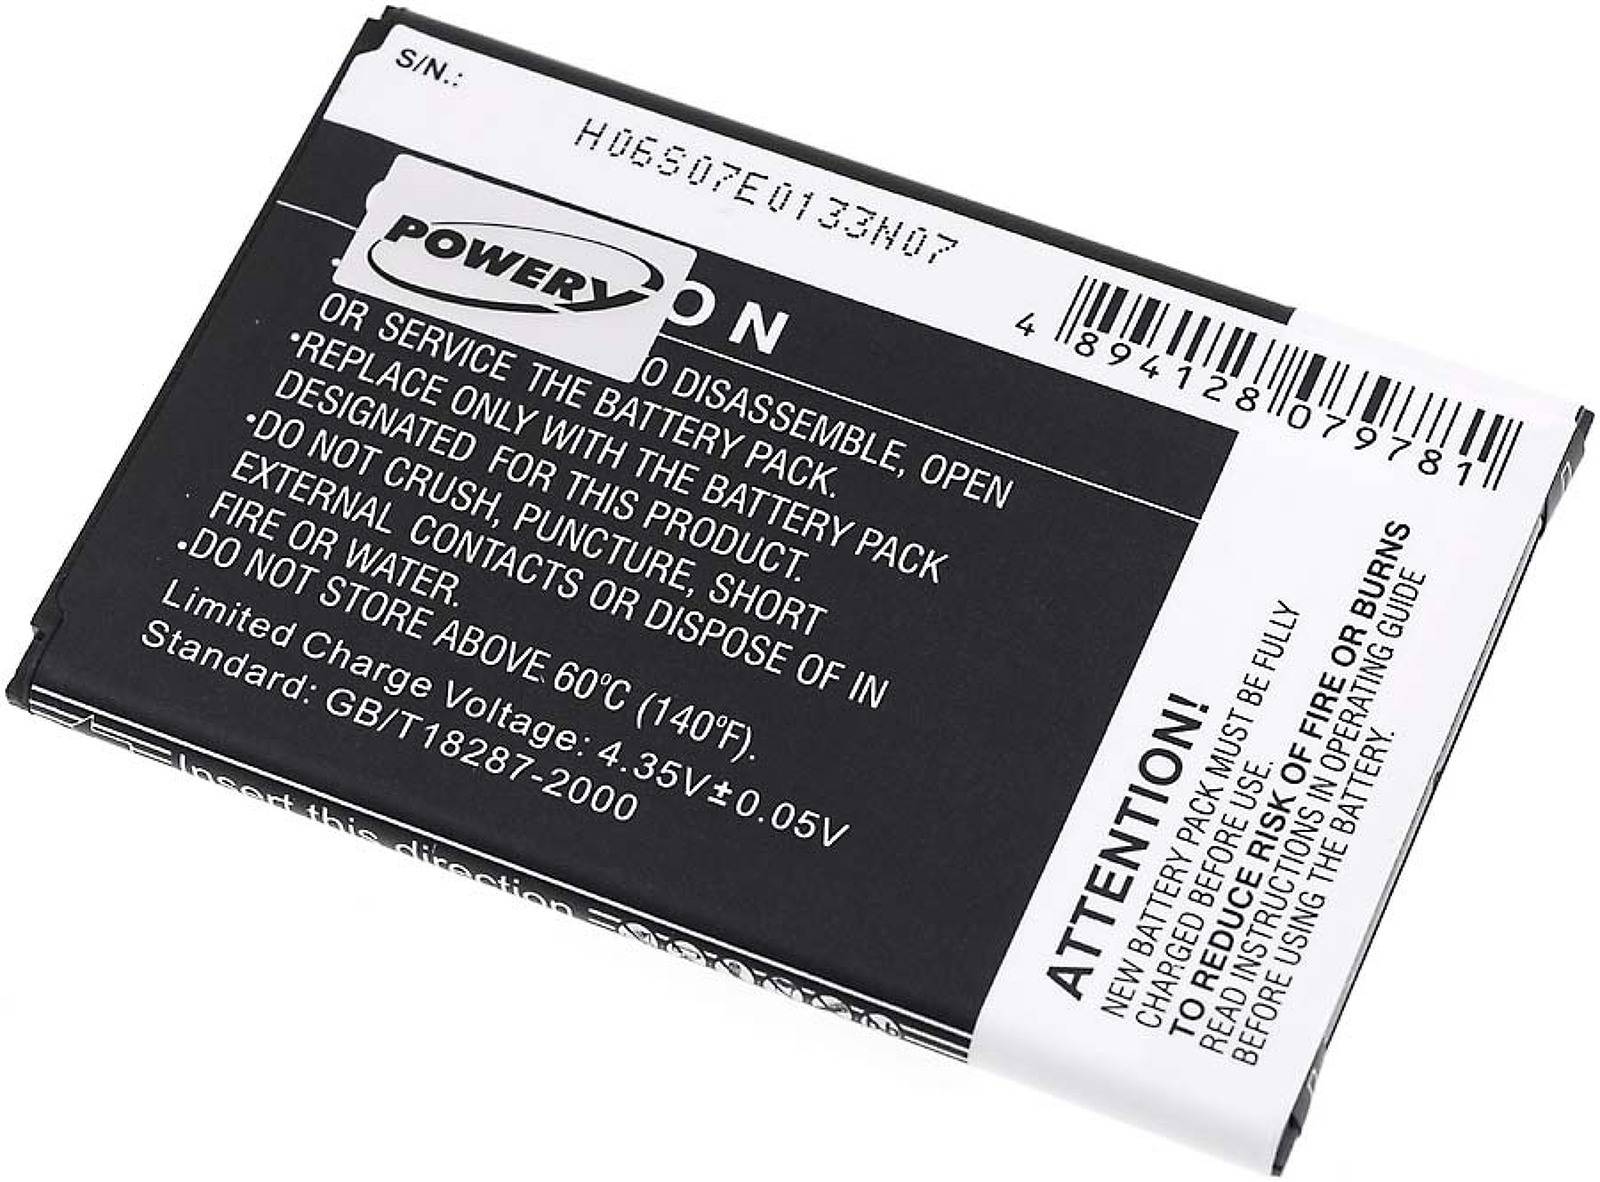 S/N.:
H06S07E0133N07
4 894128 079781
POWERY
ON
O DISASSEMBLE, OPEN
OR SERVICE THE BATTERY PACK.
•REPLACE ONLY WITH THE BATTERY PACK
DESIGNATED FOR THIS PRODUCT.
•DO NOT CRUSH, PUNCTURE, SHORT
EXTERNAL CONTACTS OR DISPOSE OF IN
FIRE OR WATER.
•DO NOT STORE ABOVE 60°C (140°F).
Limited Charge Voltage: 4.35V±0.05V
Standard: GB/T18287-2000
Insert this direction
ATTENTION!
NEW BATTERY PACK MUST BE FULLY
CHARGED BEFORE USE.
TO REDUCE RISK OF FIRE OR BURNS
READ INSTRUCTIONS IN OPERATING GUIDE
BEFORE USING THE BATTERY.